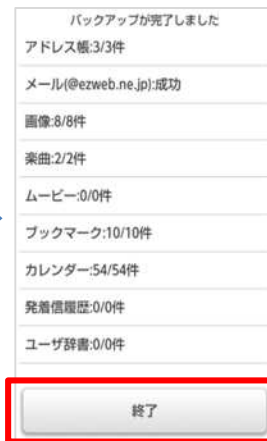 バックアップが完了しました
アドレス帳:3/3件
メール(@ezweb.ne.jp):成功
画像:8/8件
楽曲:2/2件
ムービー:0/0件
ブックマーク:10/10件
カレンダー:54/54件
発着信履歴:0/0件
ユーザ辞書:0/0件
終了